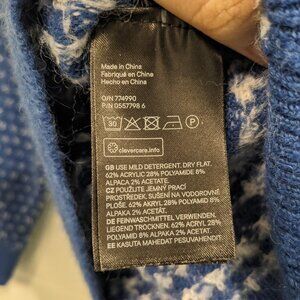 Made in China
Fabriqué en Chine
Hecho en China
O/N 774990
P/N 0557798 6
30
P
clevercare.info
GB USE MILD DETERGENT. DRY FLAT.
62% ACRYLIC 28% POLYAMIDE 8%
ALPACA 2% ACETATE
CZ POUŽIJTE JEMNÝ PRACÍ
PROSTŘEDEK, SUŠENÍ NA VODOROVNÉ
PLOŠE. 62% AKRYL 28% POLYAMID 8%
ALPAKA 2% ACETÁT
DE FEINWASCHMITTEL VERWENDEN.
LIEGEND TROCKNEN. 62% ACRYL 28%
POLYAMID 8% ALPAKA 2% ACETAT
EE KASUTA MAHEDAT PESUVAHENDIT.